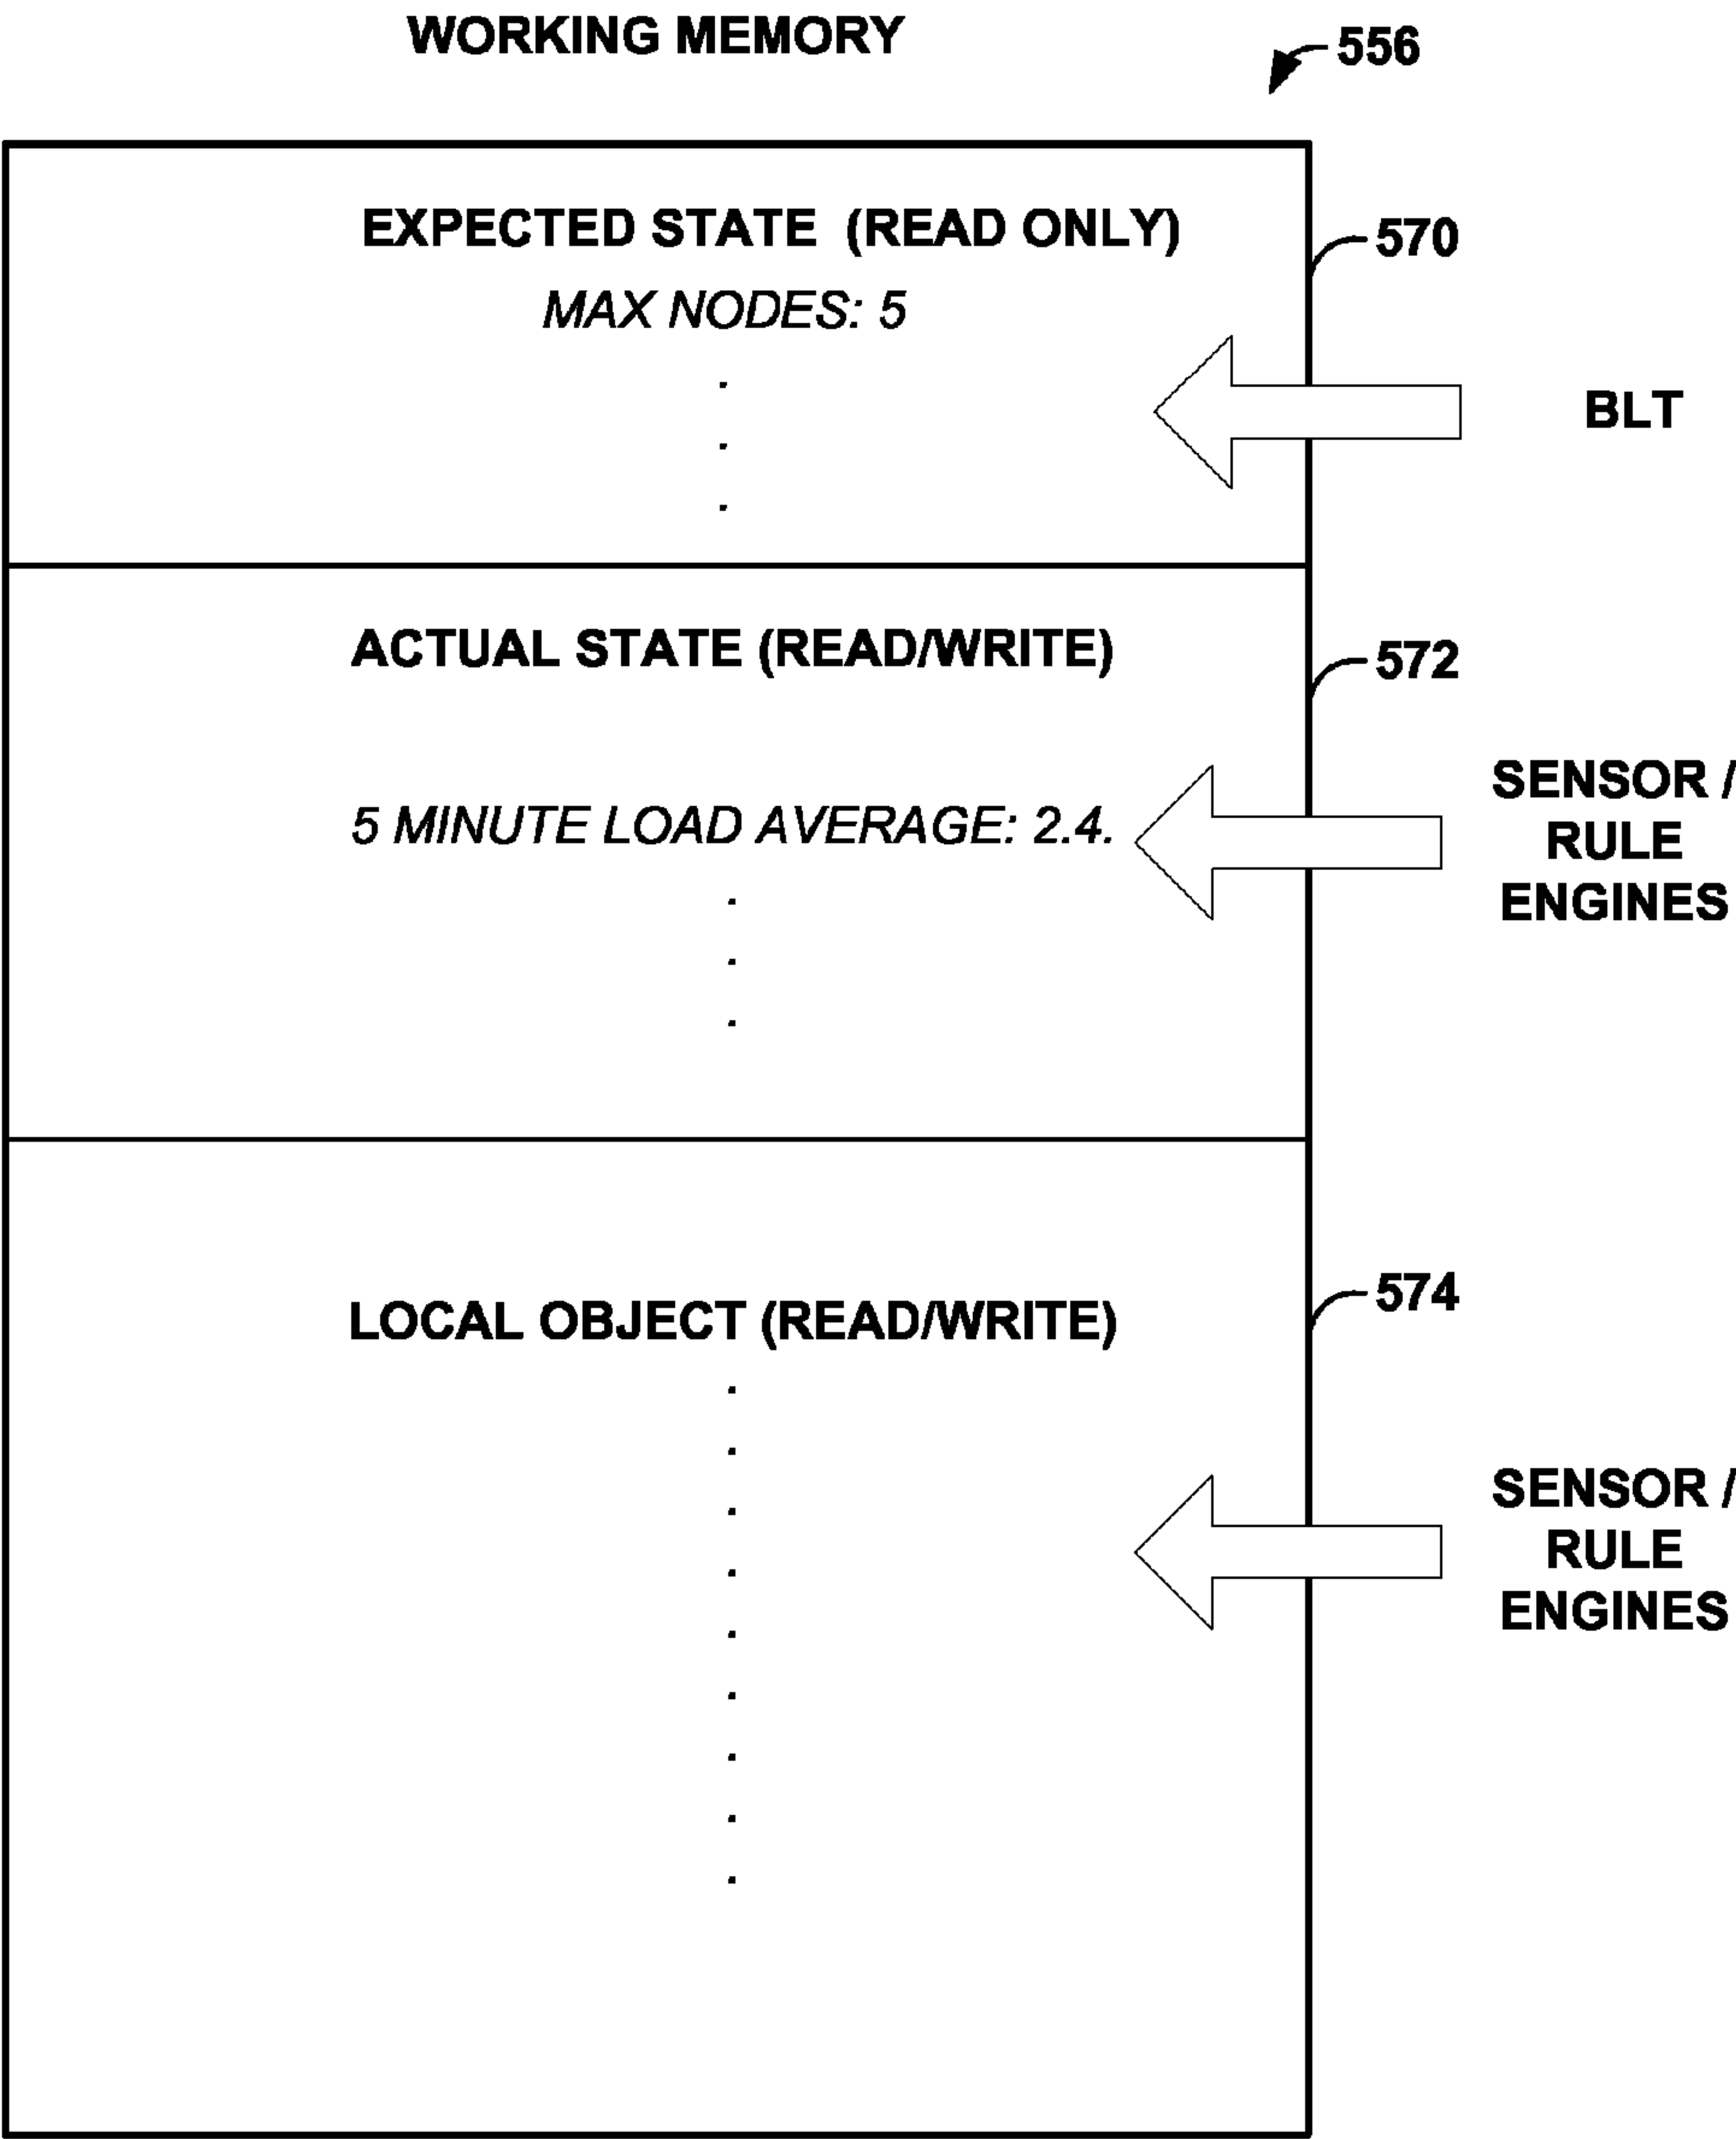 WORKING MEMORY
556
EXPECTED STATE (READ ONLY)
570
MAX NODES: 5
BLT
ACTUAL STATE (READ/WRITE)
572
SENSOR /
RULE
ENGINES
5 MINUTE LOAD AVERAGE: 2.4.
574
LOCAL OBJECT (READ/WRITE)
SENSOR /
RULE
ENGINES